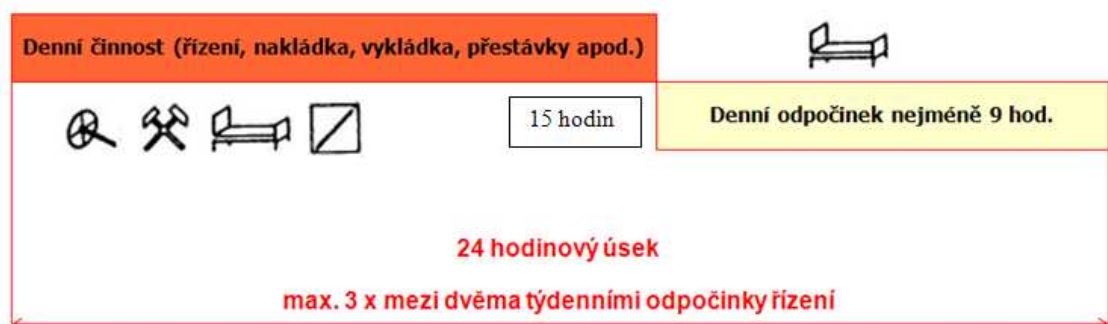 Denní činnost (řízení, nakládka, vykládka, přestávky apod.)
15 hodin
Denní odpočinek nejméně 9 hod.
24 hodinový úsek
max. 3 x mezi dvěma týdenními odpočinky řízení